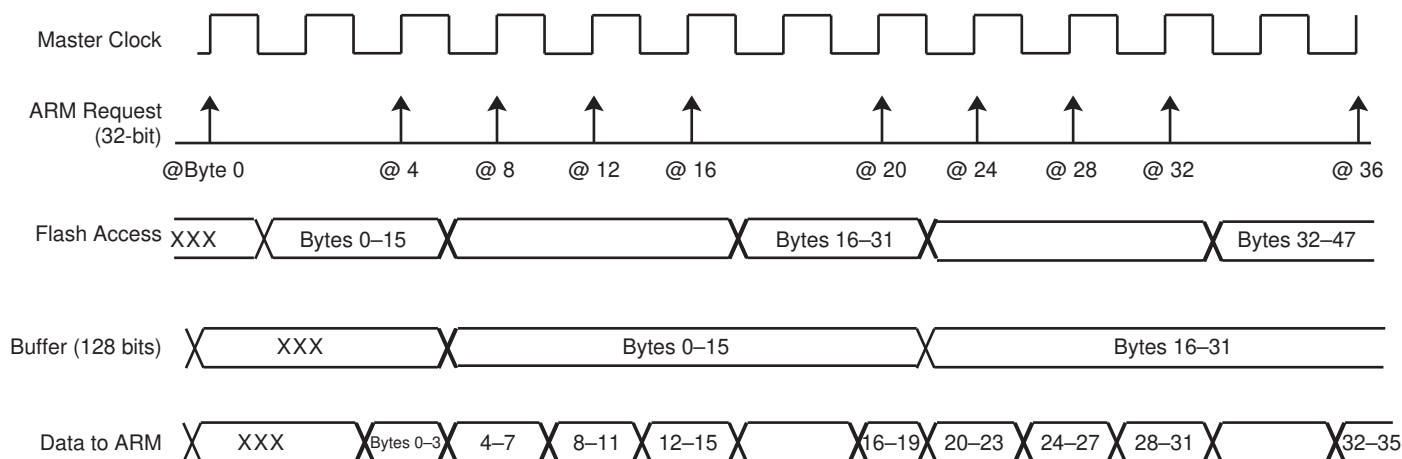 Master Clock
ARM Request
(32-bit)
@Byte 0 @ 4 @ 8 @ 12 @ 16 @ 20 @ 24 @ 28 @ 32 @ 36
Flash Access XXX Bytes 0–15 Bytes 16–31 Bytes 32–47
Buffer (128 bits) XXX Bytes 0–15 Bytes 16–31
Data to ARM XXX Bytes 0–3 4–7 8–11 12–15 16–19 20–23 24–27 28–31 32–35